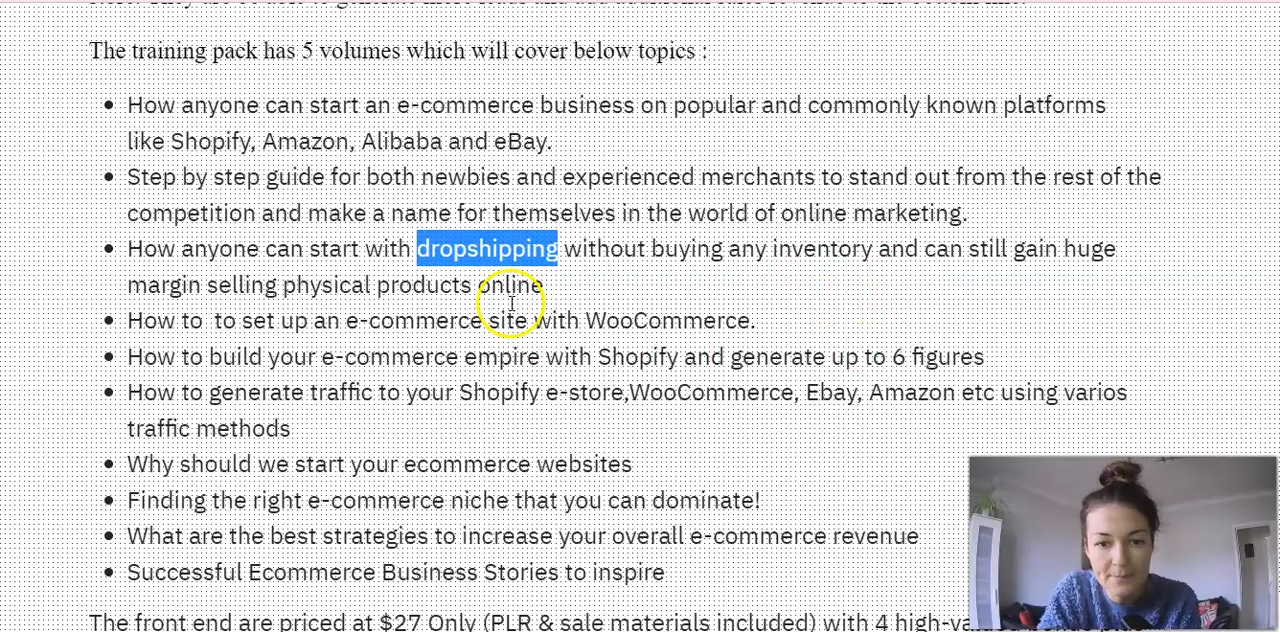 The training pack has 5 volumes which will cover below topics :
How anyone can start an e-commerce business on popular and commonly known platforms
like Shopify, Amazon, Alibaba and eBay.
Step by step guide for both newbies and experienced merchants to stand out from the rest of the
competition and make a name for themselves in the world of online marketing.
How anyone can start with dropshipping without buying any inventory and can still gain huge
margin selling physical products online
How to  to set up an e-commerce site with WooCommerce.
How to build your e-commerce empire with Shopify and generate up to 6 figures
How to generate traffic to your Shopify e-store,WooCommerce, Ebay, Amazon etc using varios
traffic methods
Why should we start your ecommerce websites
Finding the right e-commerce niche that you can dominate!
What are the best strategies to increase your overall e-commerce revenue
Successful Ecommerce Business Stories to inspire
The front end are priced at $27 Only (PLR & sale materials included) with 4